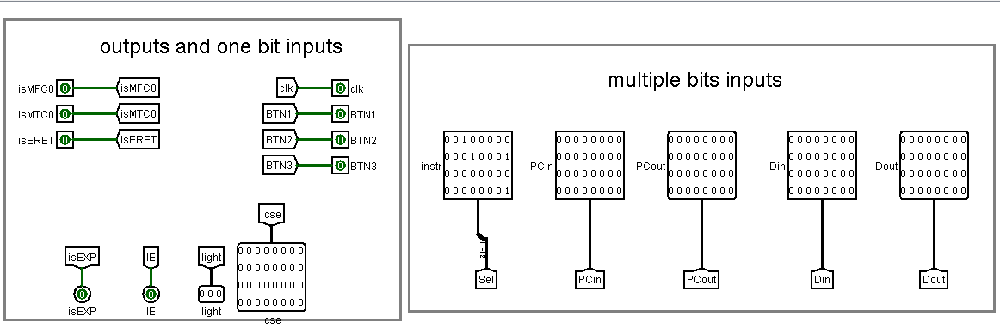 outputs and one bit inputs
isMFC0 0 isMFC0
isMTC0 0 isMTC0
isERET 0 isERET
clk 0 clk
BTN1 0 BTN1
BTN2 0 BTN2
BTN3 0 BTN3
cse
0 0 0 0 0 0 0 0
0 0 0 0 0 0 0 0
0 0 0 0 0 0 0 0
0 0 0 0 0 0 0 0
cse
isEXP
0
isEXP
IE
0
IE
light
0 0 0
light
multiple bits inputs
instr
0 0 1 0 0 0 0 0
0 0 0 1 0 0 0 1
0 0 0 0 0 0 0 0
0 0 0 0 0 0 0 1
Sel
PCin
0 0 0 0 0 0 0 0
0 0 0 0 0 0 0 0
0 0 0 0 0 0 0 0
0 0 0 0 0 0 0 0
PCin
PCout
0 0 0 0 0 0 0 0
0 0 0 0 0 0 0 0
0 0 0 0 0 0 0 0
0 0 0 0 0 0 0 0
PCout
Din
0 0 0 0 0 0 0 0
0 0 0 0 0 0 0 0
0 0 0 0 0 0 0 0
0 0 0 0 0 0 0 0
Din
Dout
0 0 0 0 0 0 0 0
0 0 0 0 0 0 0 0
0 0 0 0 0 0 0 0
0 0 0 0 0 0 0 0
Dout